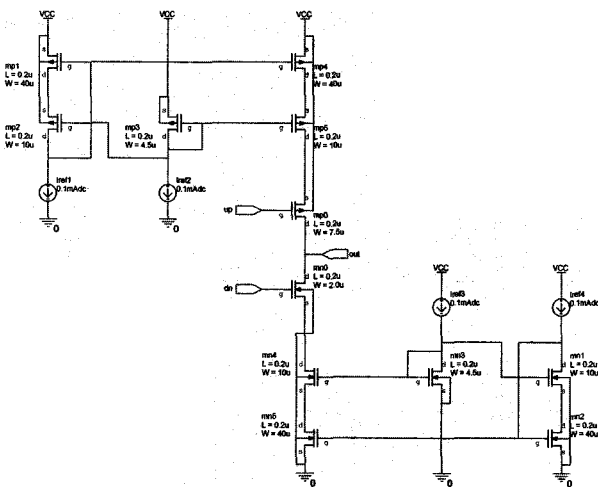 VCC
VCC
VCC
s
g
d
mp1
L = 0.2u
W = 40u
s
g
d
mp4
L = 0.2u
W = 40u
s
g
d
mp2
L = 0.2u
W = 10u
s
g
d
mp3
L = 0.2u
W = 4.5u
s
g
d
mp5
L = 0.2u
W = 10u
Iref1
0.1mAdc
0
Iref2
0.1mAdc
0
up
g
s
d
mp0
L = 0.2u
W = 7.5u
out
dn
g
d
s
mn0
L = 0.2u
W = 2.0u
VCC
VCC
Iref3
0.1mAdc
Iref4
0.1mAdc
mn4
L = 0.2u
W = 10u
d
g
s
mn3
L = 0.2u
W = 4.5u
d
g
s
mn1
L = 0.2u
W = 10u
d
g
s
mn5
L = 0.2u
W = 40u
d
g
s
mn2
L = 0.2u
W = 40u
d
g
s
0
0
0